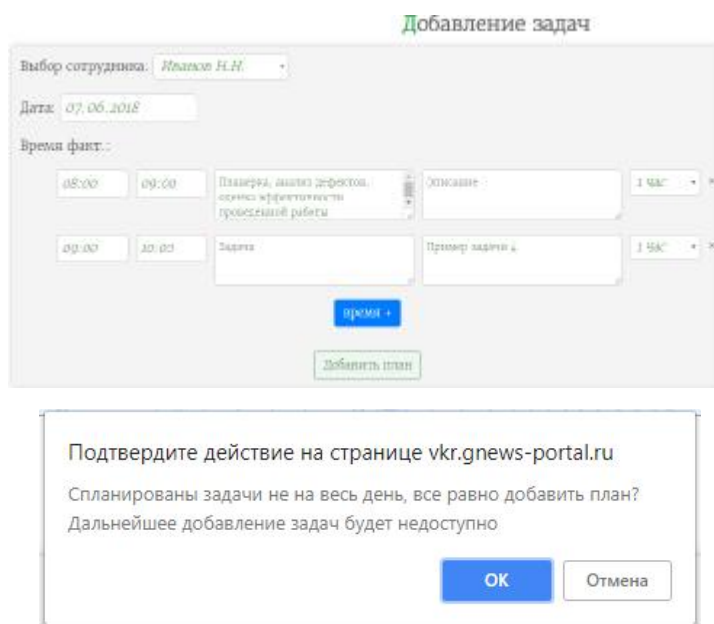 Добавление задач
Выбор сотрудника: Иванов Н.Н.
Дата: 07.06.2018
Время факт.:
08:00 09:00 Планерка, анализ дефектов, Описание 1 час
оценка эффективности
проведенной работы
09:00 10:00 Задача Пример задачи 1 час
время +
Добавить план
Подтвердите действие на странице vkr.gnews-portal.ru
Спланированы задачи не на весь день, все равно добавить план?
Дальнейшее добавление задач будет недоступно
ОК Отмена